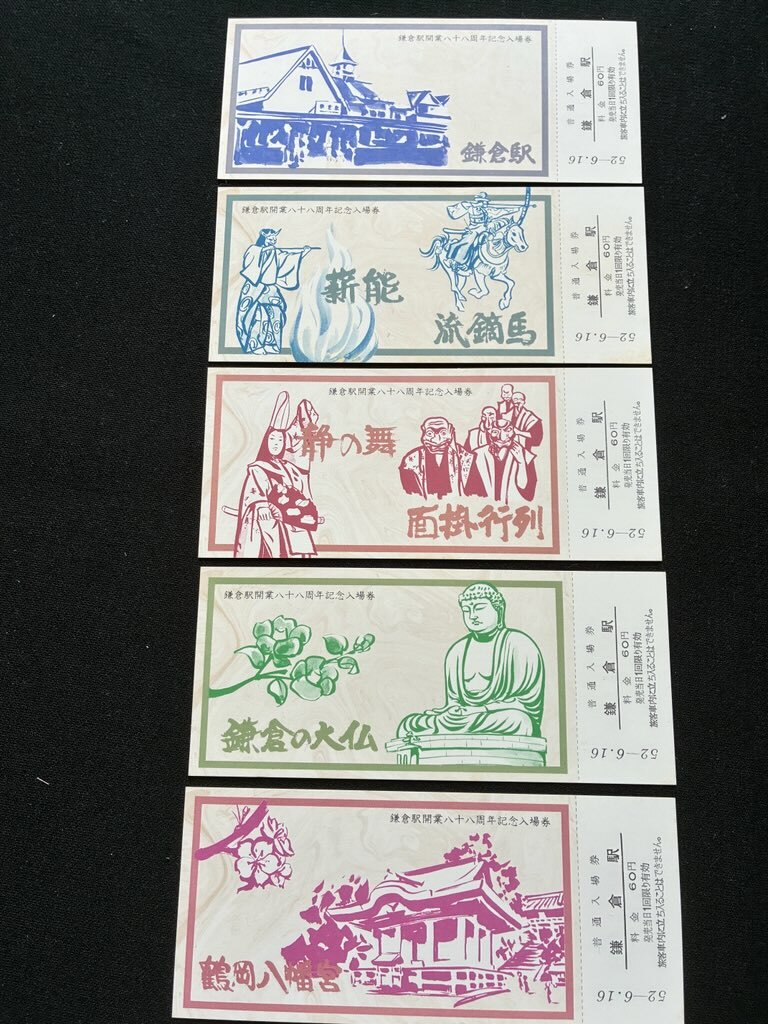 鎌倉駅開業八十八周年記念入場券
鎌倉駅
普通入場券
鎌倉駅
料金 60円
発売当日1回限り有効
旅客車内に立ち入ることはできません。
52-6.16
鎌倉駅開業八十八周年記念入場券
薪能
流鏑馬
普通入場券
鎌倉駅
料金 60円
発売当日1回限り有効
旅客車内に立ち入ることはできません。
52-6.16
鎌倉駅開業八十八周年記念入場券
静の舞
面掛行列
普通入場券
鎌倉駅
料金 60円
発売当日1回限り有効
旅客車内に立ち入ることはできません。
52-6.16
鎌倉駅開業八十八周年記念入場券
鎌倉の大仏
普通入場券
鎌倉駅
料金 60円
発売当日1回限り有効
旅客車内に立ち入ることはできません。
52-6.16
鎌倉駅開業八十八周年記念入場券
鶴岡八幡宮
普通入場券
鎌倉駅
料金 60円
発売当日1回限り有効
旅客車内に立ち入ることはできません。
52-6.16